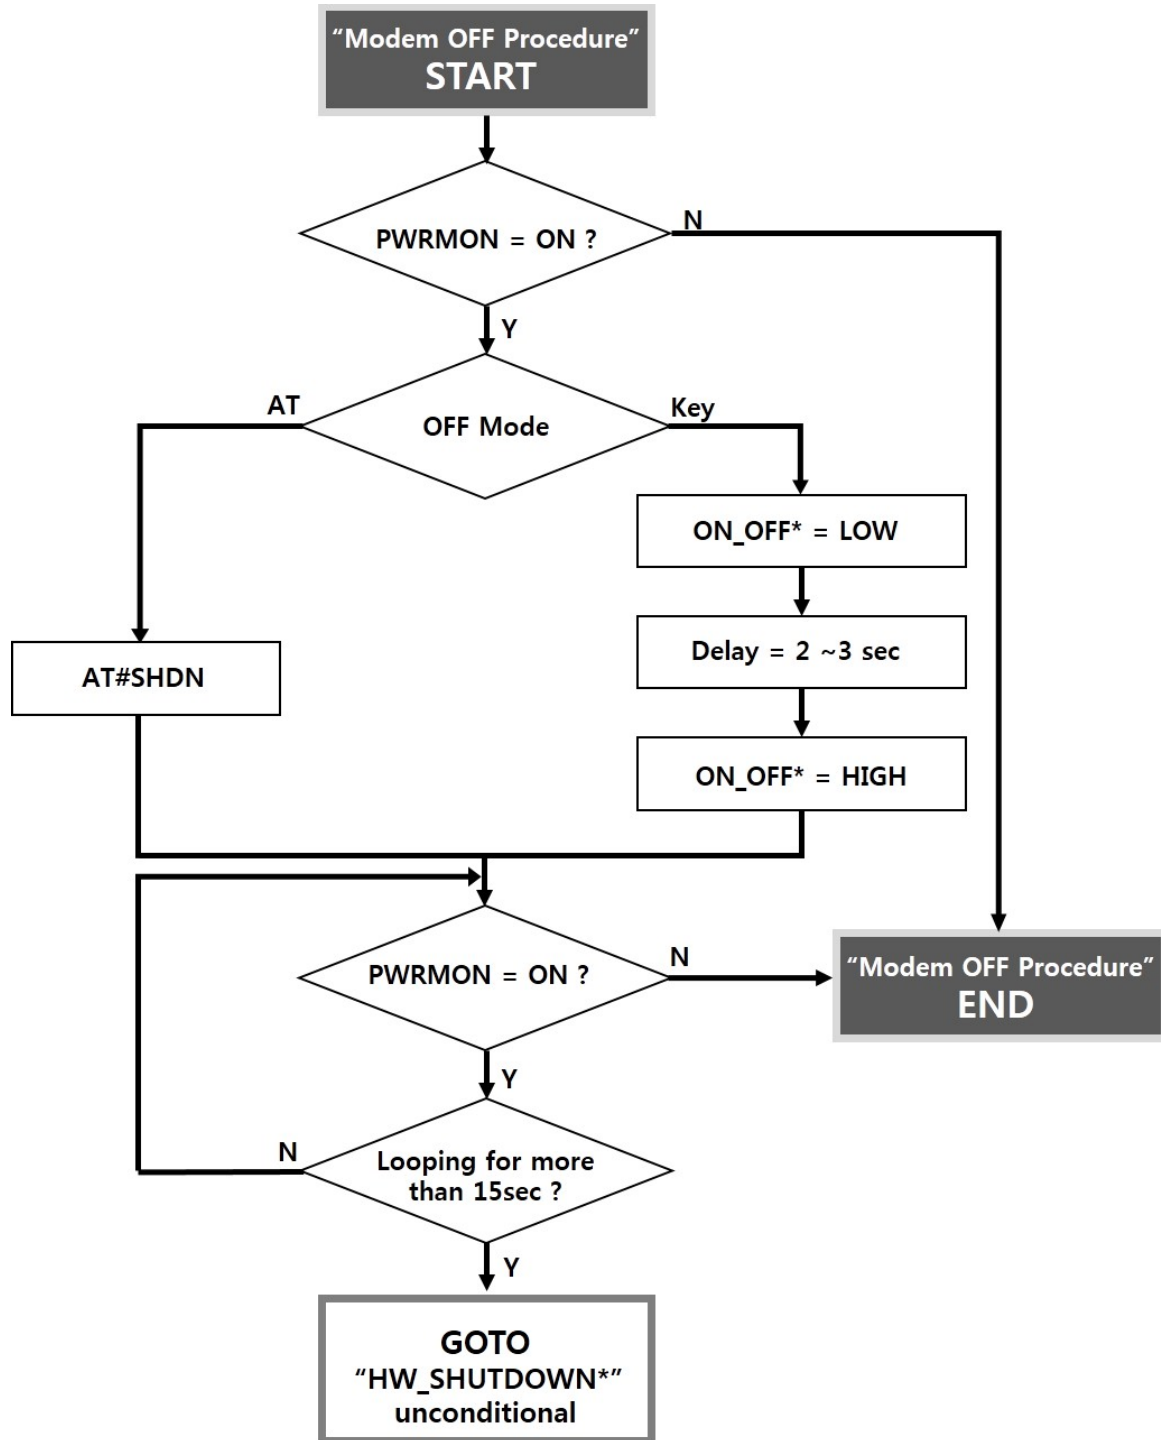 “Modem OFF Procedure”
START
PWRMON = ON ?
N
Y
OFF Mode
AT
Key
ON_OFF* = LOW
Delay = 2 ~3 sec
AT#SHDN
ON_OFF* = HIGH
PWRMON = ON ?
N
“Modem OFF Procedure”
END
Y
N
Looping for more
than 15sec ?
Y
GOTO
“HW_SHUTDOWN*”
unconditional